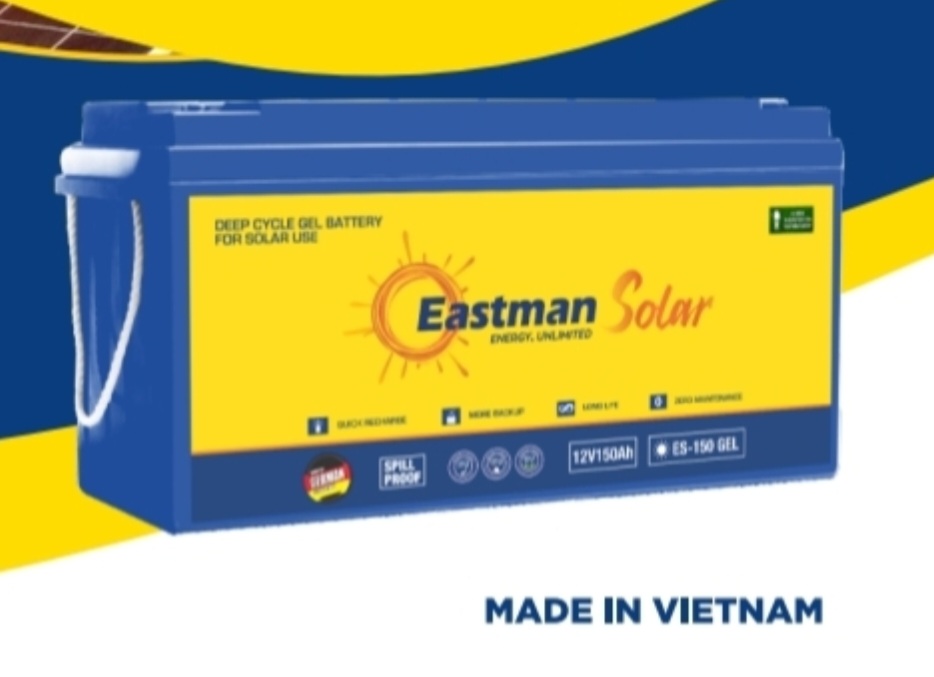 DEEP CYCLE GEL BATTERY
FOR SOLAR USE
Eastman Solar
ENERGY, UNLIMITED
QUICK RECHARGE
MORE BACKUP
LONG LIFE
ZERO MAINTENANCE
GERMAN
SPILL
PROOF
12V150Ah
ES-150 GEL
MADE IN VIETNAM